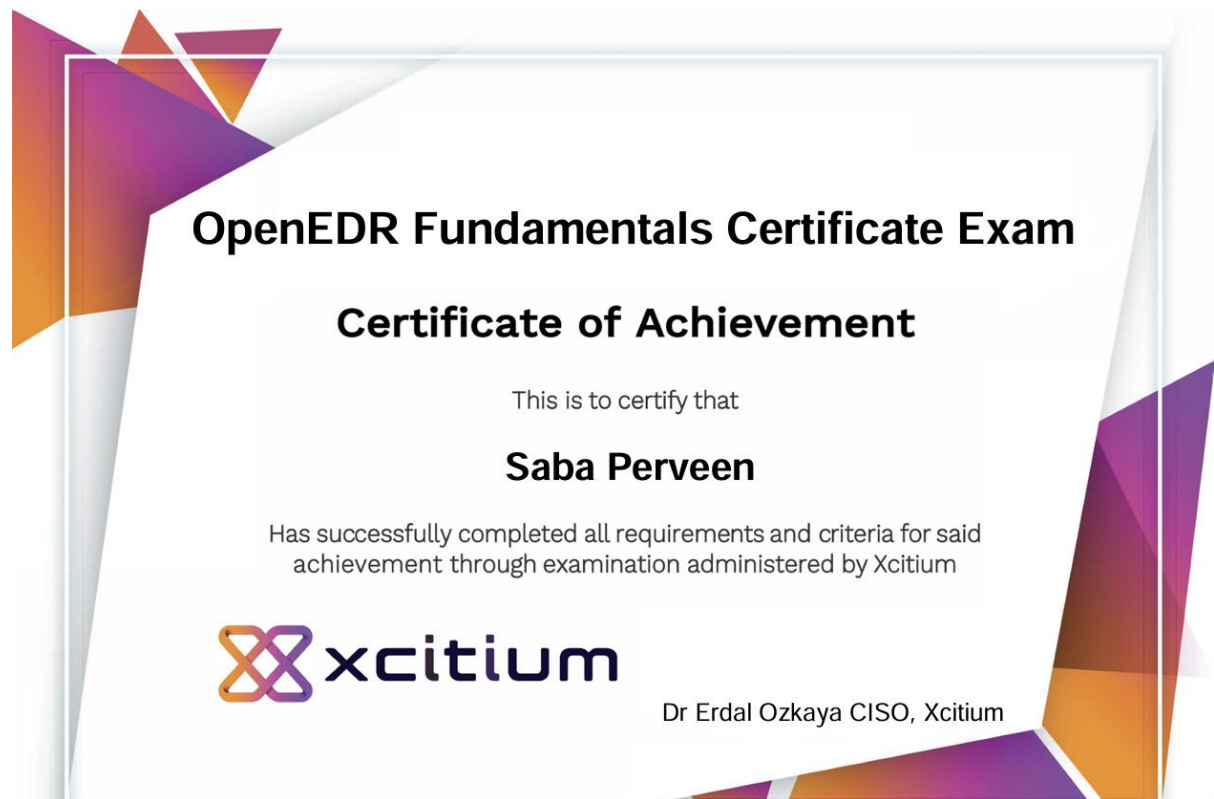 OpenEDR Fundamentals Certificate Exam
Certificate of Achievement
This is to certify that
Saba Perveen
Has successfully completed all requirements and criteria for said
achievement through examination administered by Xcitium
xcitium
Dr Erdal Ozkaya CISO, Xcitium